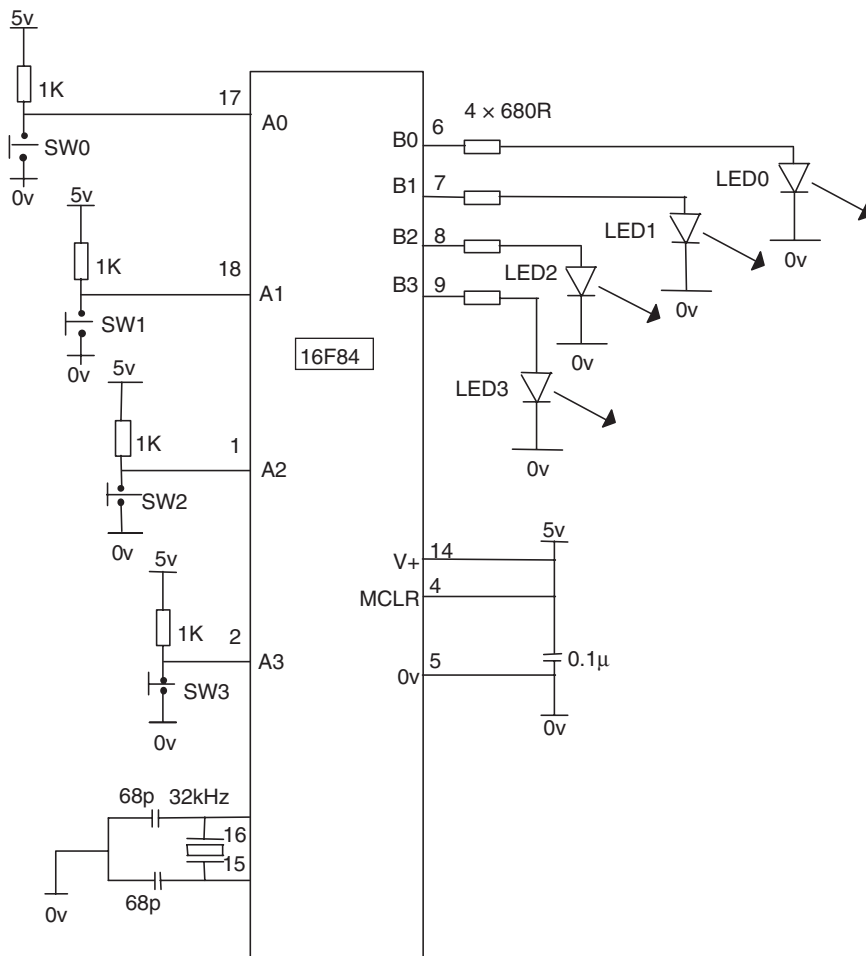 5v
1K
17
A0
SW0
0v
5v
1K
18
A1
SW1
0v
5v
1K
1
A2
SW2
0v
5v
1K
2
A3
SW3
0v
68p
32kHz
16
15
68p
0v
16F84
B0
6
4 × 680R
LED0
0v
B1
7
LED1
0v
B2
8
LED2
0v
B3
9
LED3
0v
5v
V+
14
MCLR
4
0.1µ
0v
5
0v